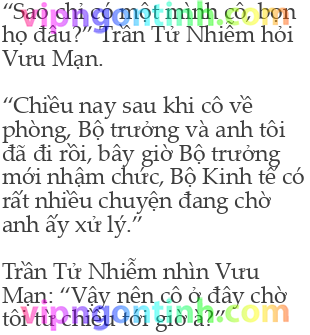 “Sao chỉ có một mình cô, bọn
họ đâu?” Trần Tử Nhiễm hỏi
Vưu Mạn.
“Chiều nay sau khi cô về
phòng, Bộ trưởng và anh tôi
đã đi rồi, bây giờ Bộ trưởng
mới nhậm chức, Bộ Kinh tế có
rất nhiều chuyện đang chờ
anh ấy xử lý.”
Trần Tử Nhiễm nhìn Vưu
Mạn: “Vậy nên cô ở đây chờ
tôi từ chiều tới giờ à?”
vipngontinh.com
vipngontinh.com